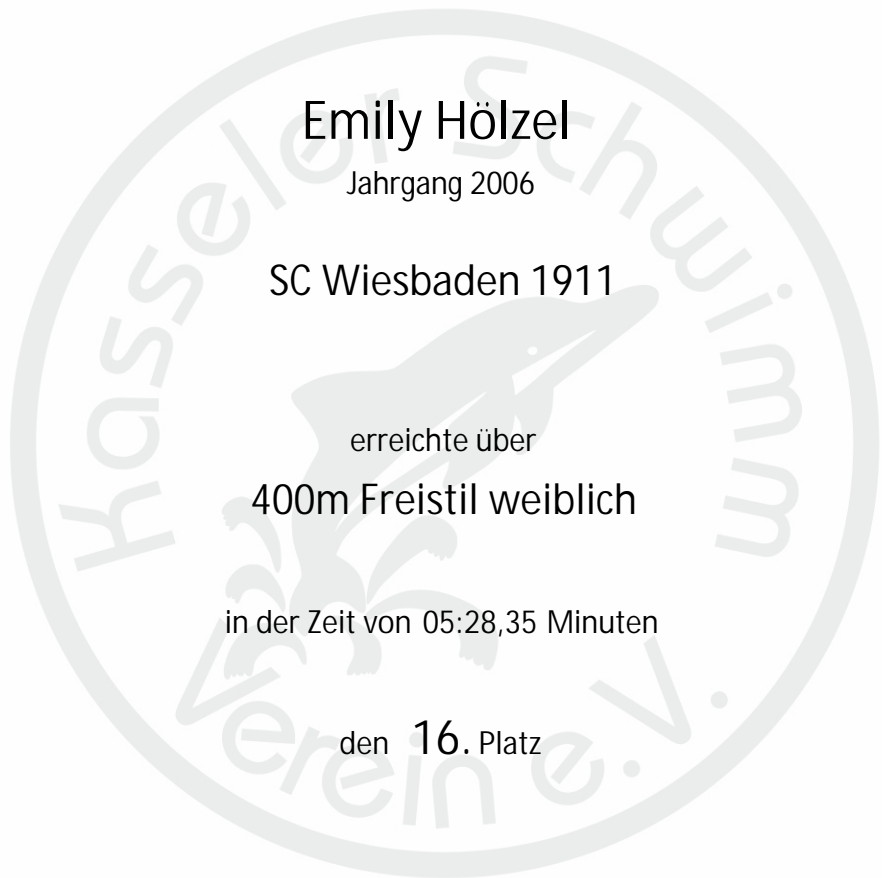 Kasseler Schwimm
Verein e.V.
Emily Hölzel
Jahrgang 2006
SC Wiesbaden 1911
erreichte über
400m Freistil weiblich
in der Zeit von 05:28,35 Minuten
den 16. Platz